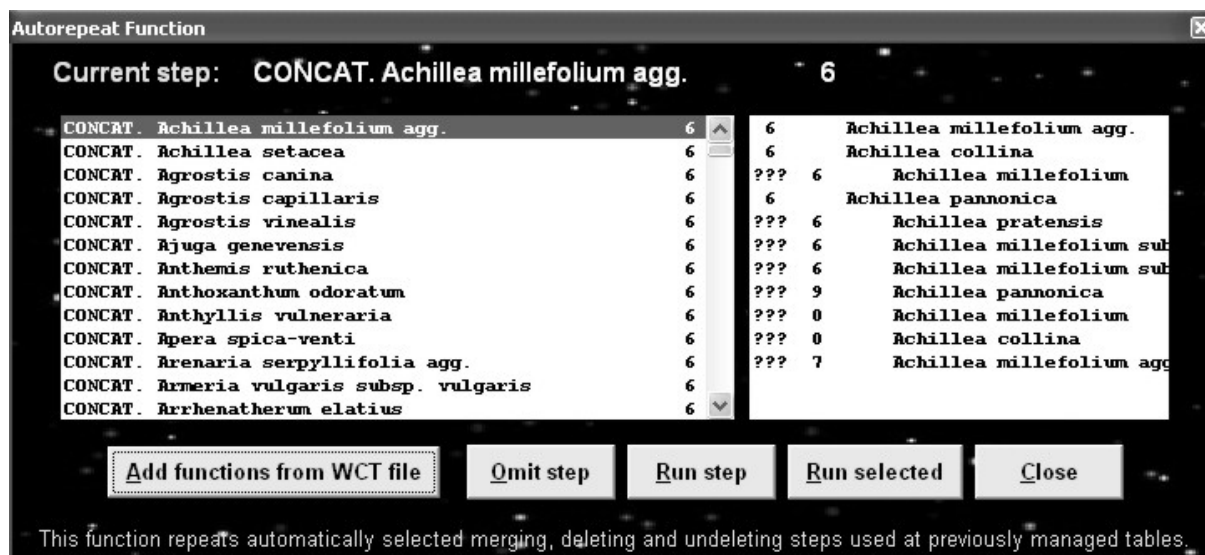 Autorepeat Function
Current step: CONCAT. Achillea millefolium agg. 6
CONCAT. Achillea millefolium agg. 6
CONCAT. Achillea setacea 6
CONCAT. Agrostis canina 6
CONCAT. Agrostis capillaris 6
CONCAT. Agrostis vinealis 6
CONCAT. Ajuga genevensis 6
CONCAT. Anthemis ruthenica 6
CONCAT. Anthoxanthum odoratum 6
CONCAT. Anthyllis vulneraria 6
CONCAT. Apera spica-venti 6
CONCAT. Arenaria serpyllifolia agg. 6
CONCAT. Armeria vulgaris subsp. vulgaris 6
CONCAT. Arrhenatherum elatius 6
6 Achillea millefolium agg.
6 Achillea collina
??? 6 Achillea millefolium
6 Achillea pannonica
??? 6 Achillea pratensis
??? 6 Achillea millefolium sub
??? 6 Achillea millefolium sub
??? 9 Achillea pannonica
??? 0 Achillea millefolium
??? 0 Achillea collina
??? 7 Achillea millefolium agg
Add functions from WCT file
Omit step
Run step
Run selected
Close
This function repeats automatically selected merging, deleting and undeleting steps used at previously managed tables.